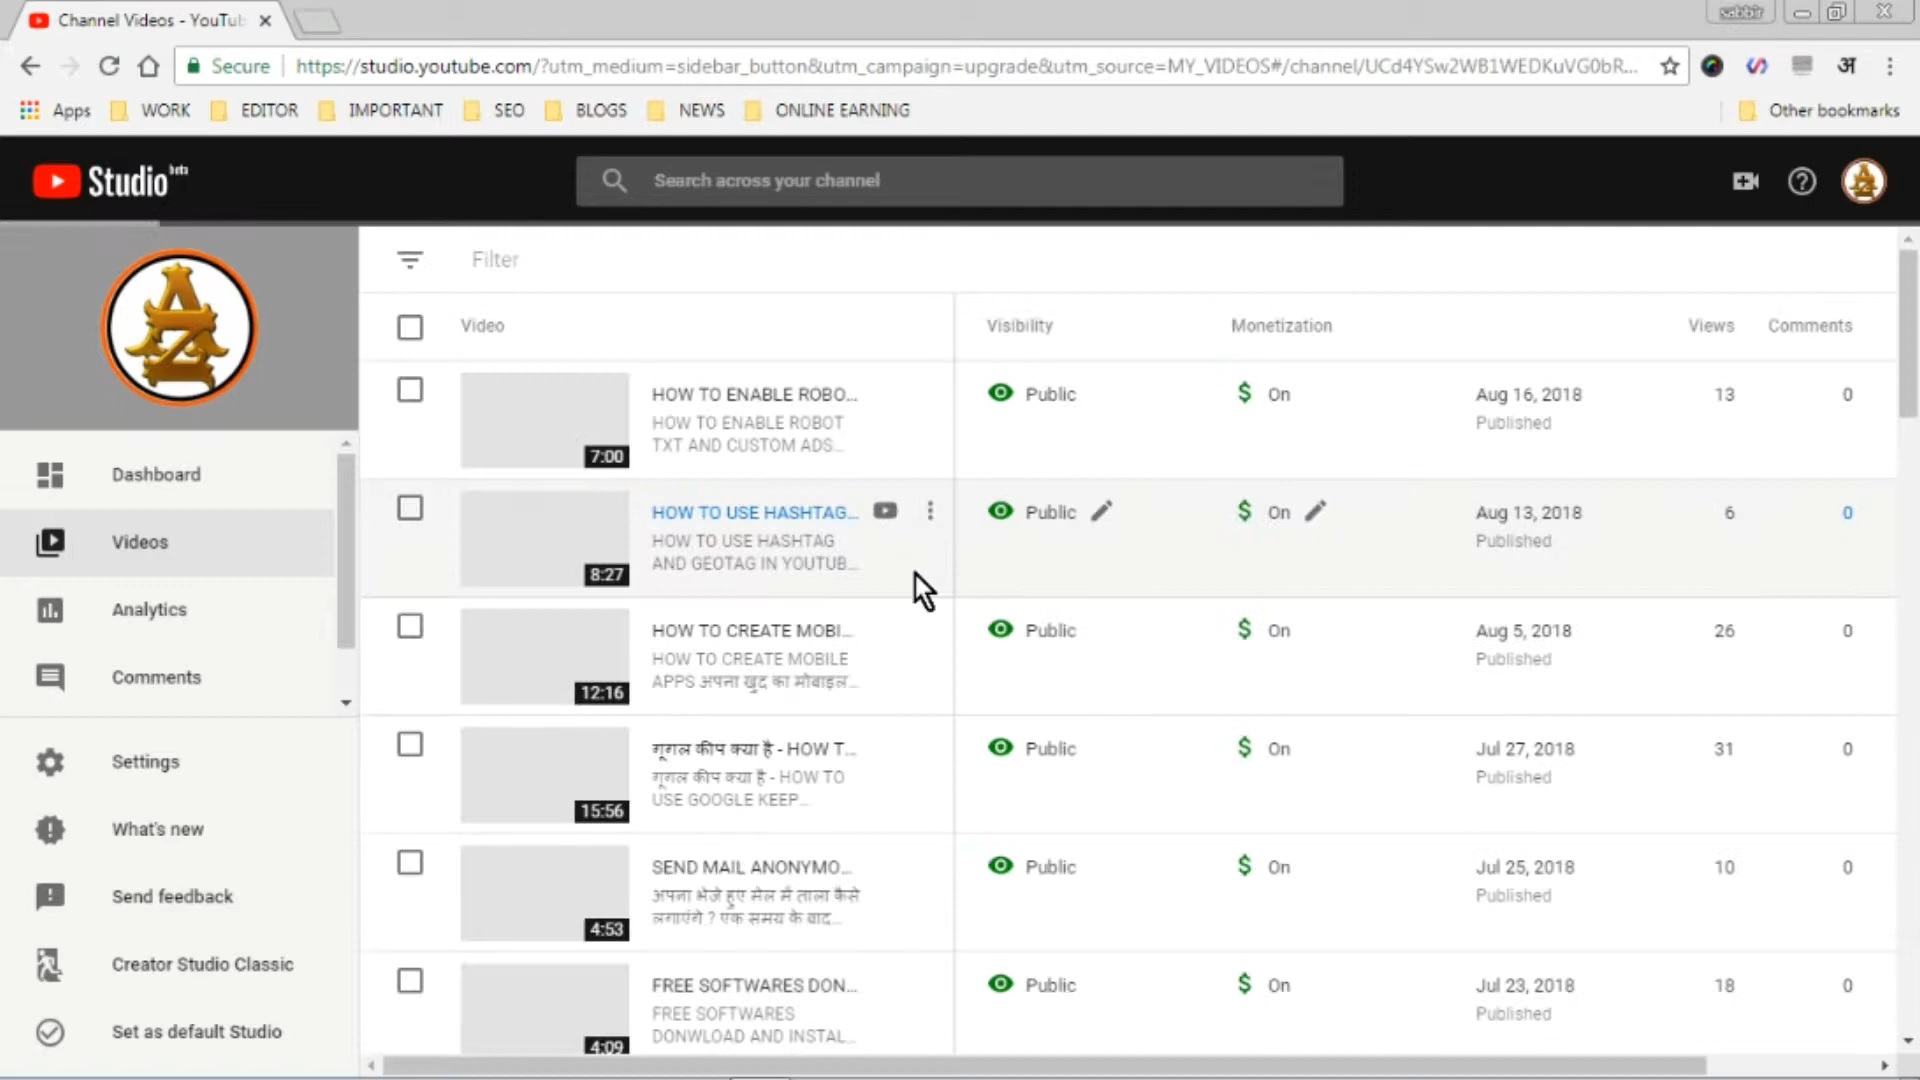 Channel Videos - YouTub
sabbir
Secure
https://studio.youtube.com/?utm_medium=sidebar_button&utm_campaign=upgrade&utm_source=MY_VIDEOS#/channel/UCd4YSw2WB1WEDKuVG0bR...
अ
Apps WORK EDITOR IMPORTANT SEO BLOGS NEWS ONLINE EARNING Other bookmarks
Studio beta
Search across your channel
A
Z
Dashboard
Videos
Analytics
Comments
Settings
What's new
Send feedback
Creator Studio Classic
Set as default Studio
Filter
Video Visibility Monetization Views Comments
HOW TO ENABLE ROBO... Public $ On Aug 16, 2018 13 0
HOW TO ENABLE ROBOT Published
TXT AND CUSTOM ADS...
7:00
HOW TO USE HASHTAG... Public $ On Aug 13, 2018 6 0
HOW TO USE HASHTAG Published
AND GEOTAG IN YOUTUB...
8:27
HOW TO CREATE MOBI... Public $ On Aug 5, 2018 26 0
HOW TO CREATE MOBILE Published
APPS अपना खुद का मोबाइल...
12:16
गूगल कीप क्या है - HOW T... Public $ On Jul 27, 2018 31 0
गूगल कीप क्या है - HOW TO Published
USE GOOGLE KEEP...
15:56
SEND MAIL ANONYMO... Public $ On Jul 25, 2018 10 0
अपना भेजे हुए मेल में ताला कैसे Published
लगाएंगे ? एक समय के बाद...
4:53
FREE SOFTWARES DON... Public $ On Jul 23, 2018 18 0
FREE SOFTWARES Published
DONWLOAD AND INSTAL...
4:09